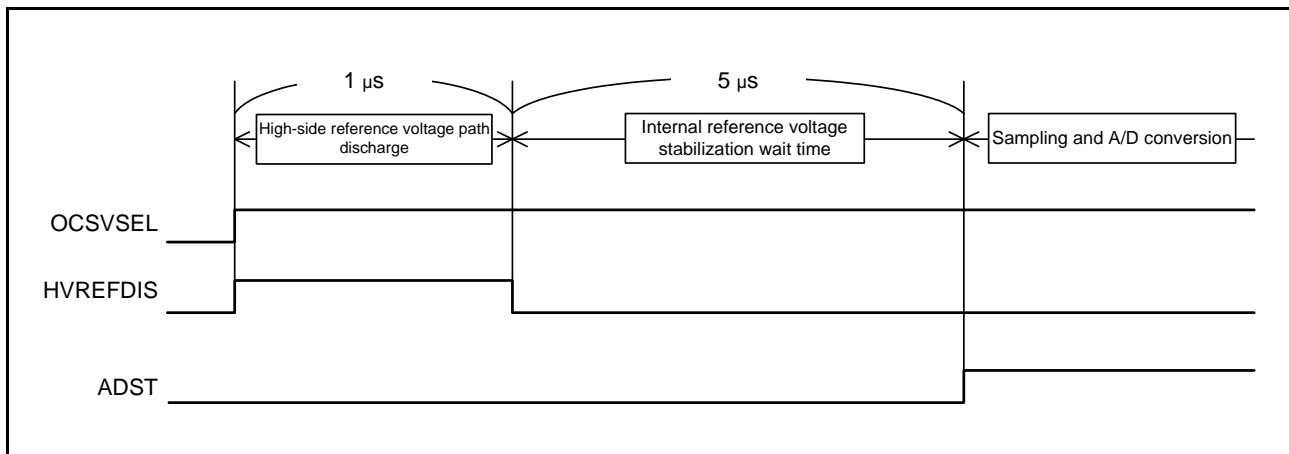 1 µs
5 µs
High-side reference voltage path
discharge
Internal reference voltage
stabilization wait time
Sampling and A/D conversion
OCSVSEL
HVREFDIS
ADST